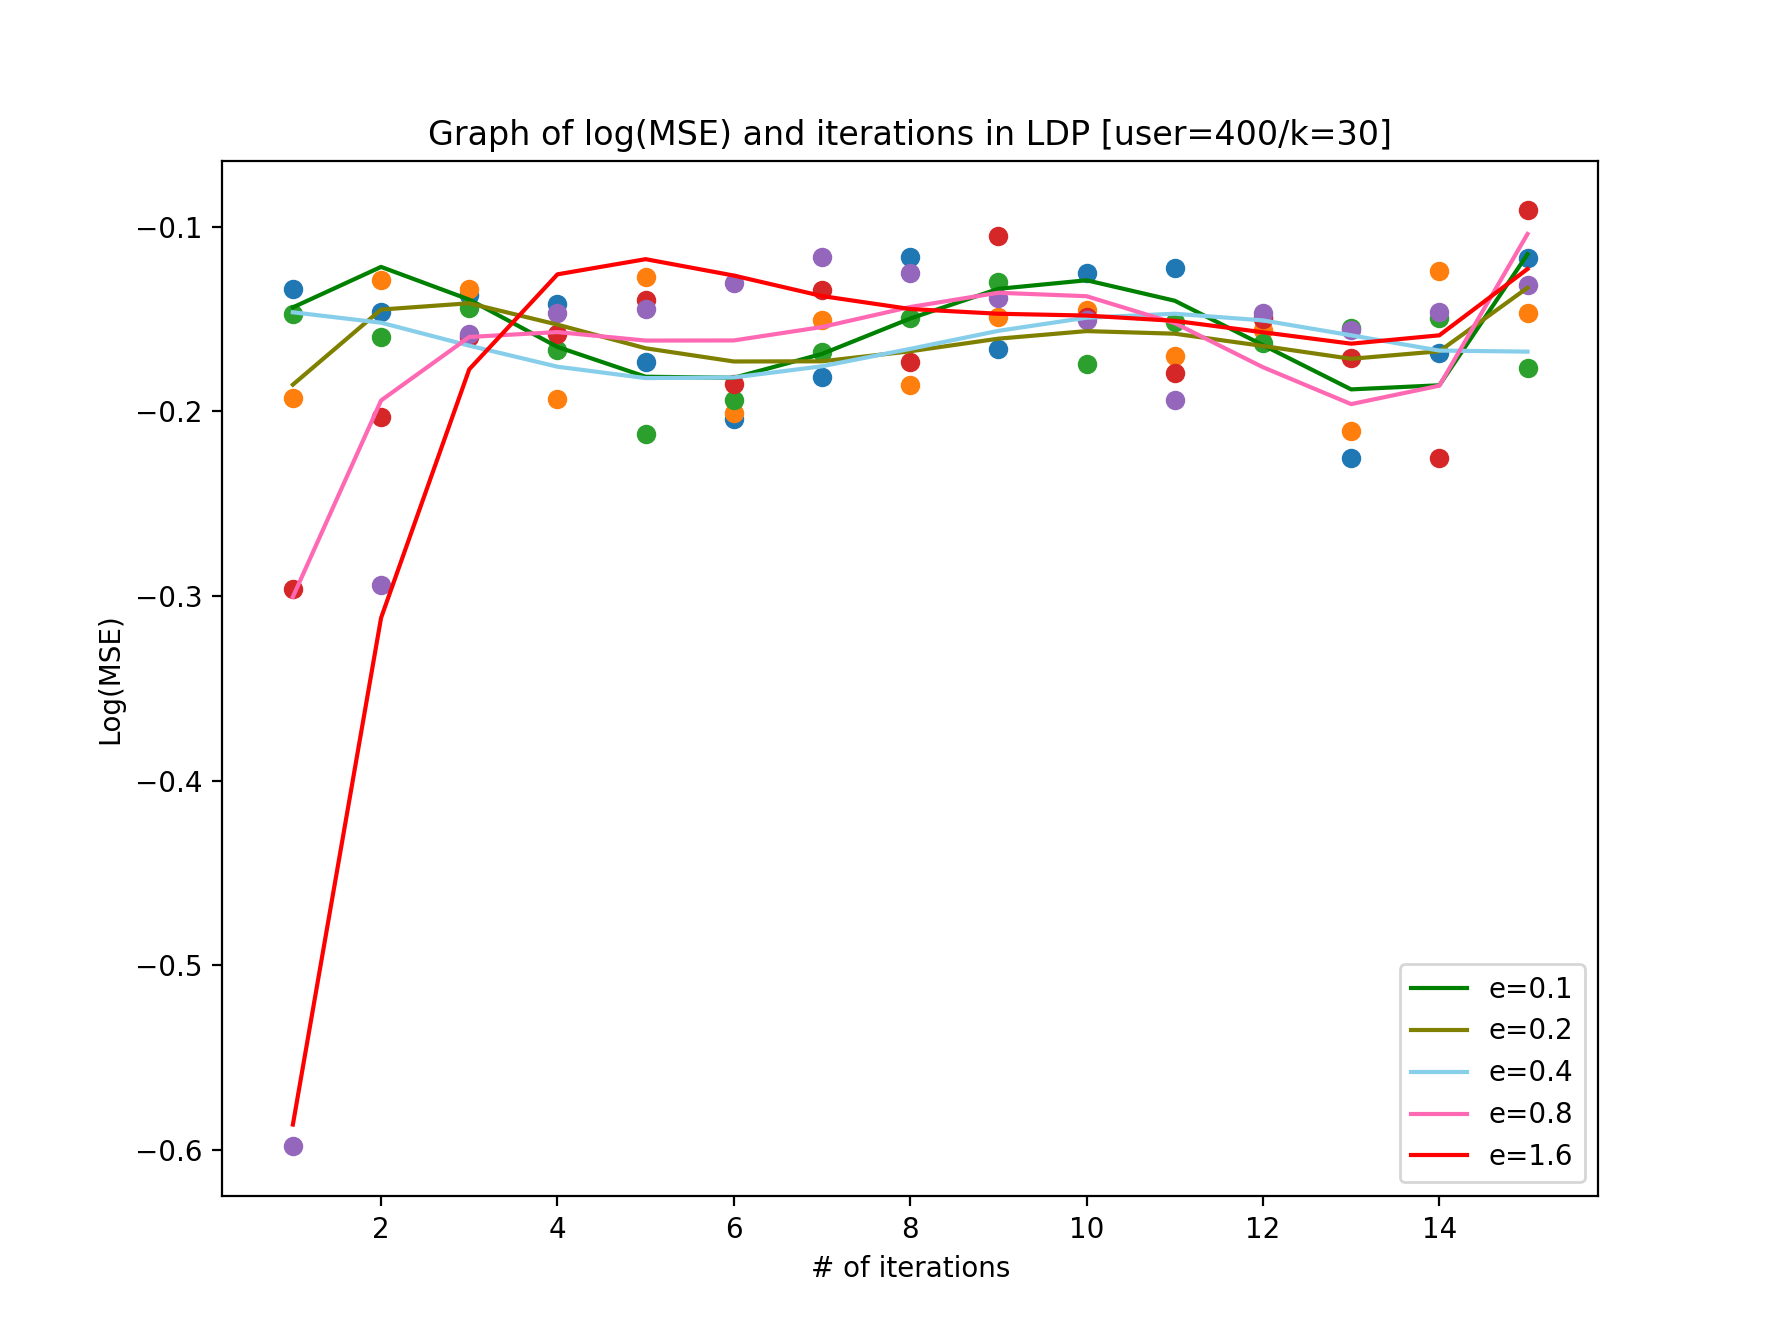 Graph of log(MSE) and iterations in LDP [user=400/k=30]
−0.1
−0.2
−0.3
−0.4
−0.5
−0.6
Log(MSE)
2 4 6 8 10 12 14
# of iterations
e=0.1
e=0.2
e=0.4
e=0.8
e=1.6